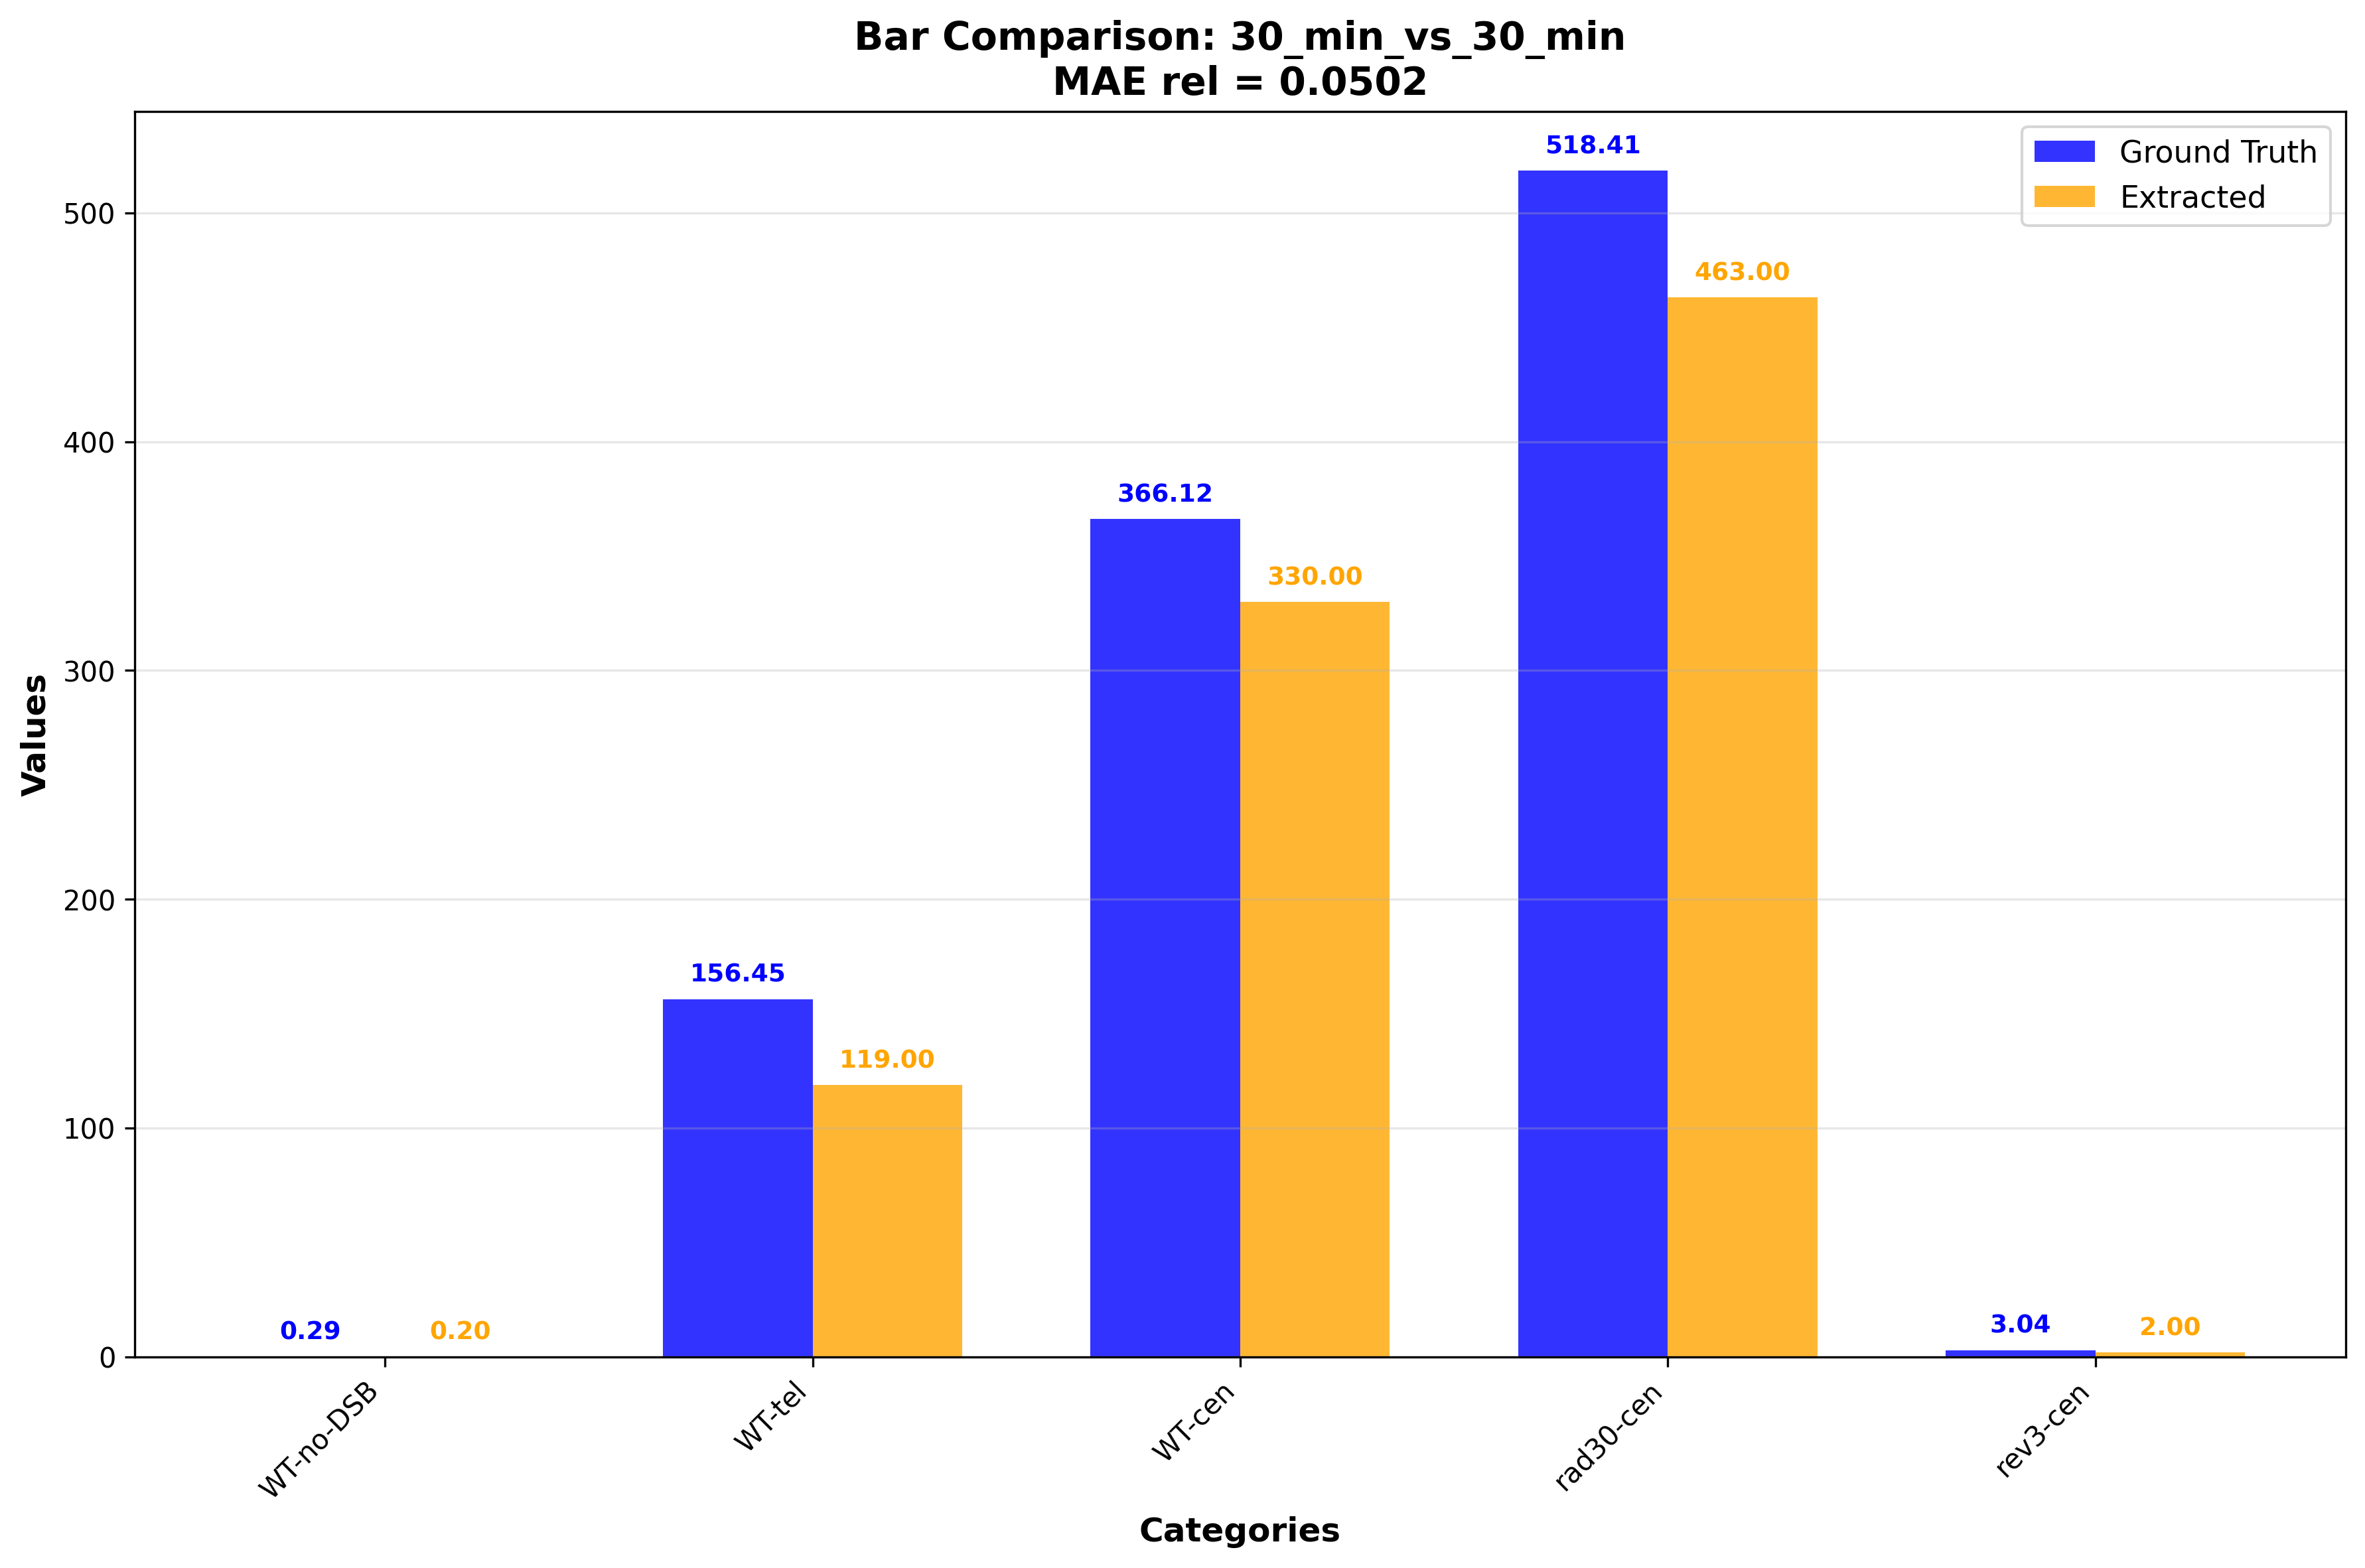 Bar Comparison: 30_min_vs_30_min
MAE rel = 0.0502
Ground Truth
Extracted
Values
500
400
300
200
100
0
0.29
0.20
156.45
119.00
366.12
330.00
518.41
463.00
3.04
2.00
WT-no-DSB
WT-tel
WT-cen
rad30-cen
rev3-cen
Categories